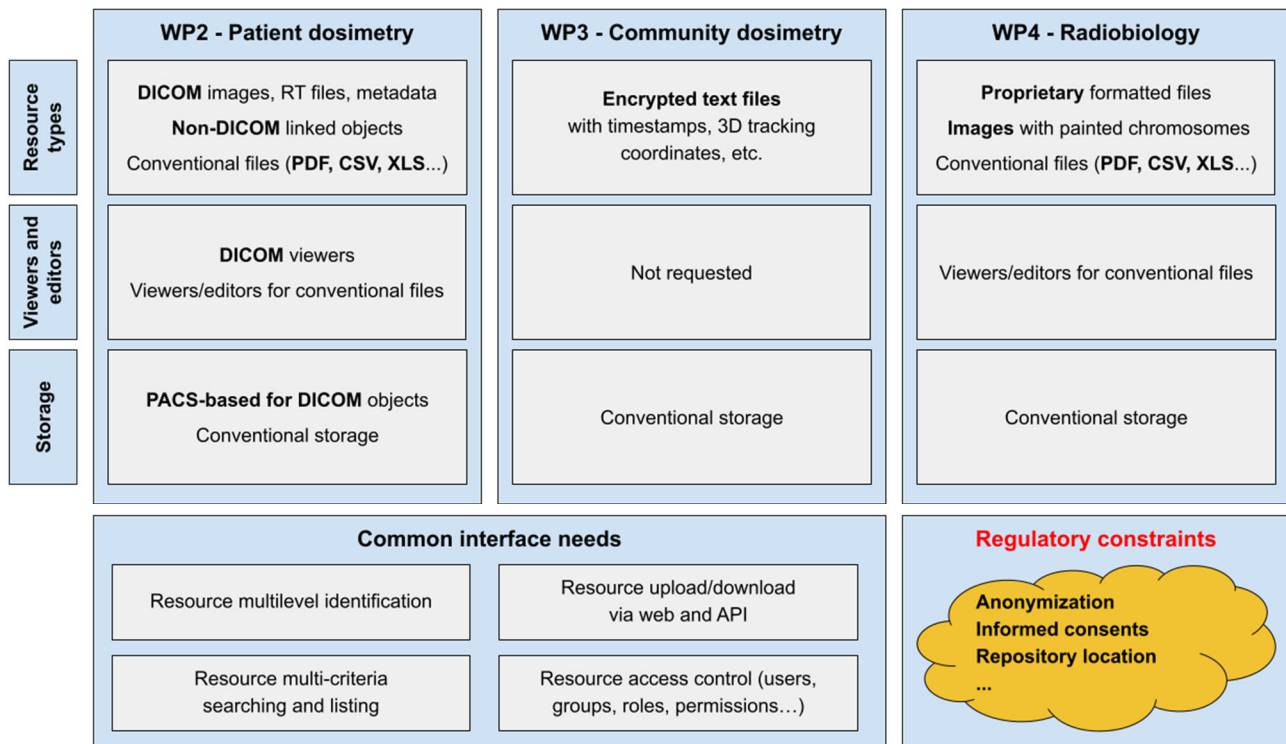 WP2 - Patient dosimetry
WP3 - Community dosimetry
WP4 - Radiobiology
Resource
types
DICOM images, RT files, metadata
Non-DICOM linked objects
Conventional files (PDF, CSV, XLS...)
Encrypted text files
with timestamps, 3D tracking
coordinates, etc.
Proprietary formatted files
Images with painted chromosomes
Conventional files (PDF, CSV, XLS...)
Viewers and
editors
DICOM viewers
Viewers/editors for conventional files
Not requested
Viewers/editors for conventional files
Storage
PACS-based for DICOM objects
Conventional storage
Conventional storage
Conventional storage
Common interface needs
Resource multilevel identification
Resource upload/download
via web and API
Resource multi-criteria
searching and listing
Resource access control (users,
groups, roles, permissions…)
Regulatory constraints
Anonymization
Informed consents
Repository location
...